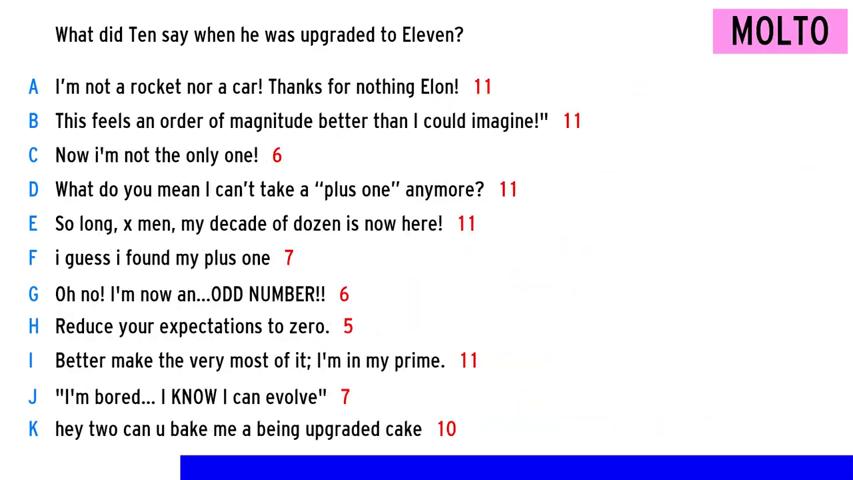 What did Ten say when he was upgraded to Eleven?
MOLTO
A I'm not a rocket nor a car! Thanks for nothing Elon! 11
B This feels an order of magnitude better than I could imagine!" 11
C Now i'm not the only one! 6
D What do you mean I can't take a “plus one” anymore? 11
E So long, x men, my decade of dozen is now here! 11
F i guess i found my plus one 7
G Oh no! I'm now an...ODD NUMBER!! 6
H Reduce your expectations to zero. 5
I Better make the very most of it; I'm in my prime. 11
J "I'm bored... I KNOW I can evolve" 7
K hey two can u bake me a being upgraded cake 10